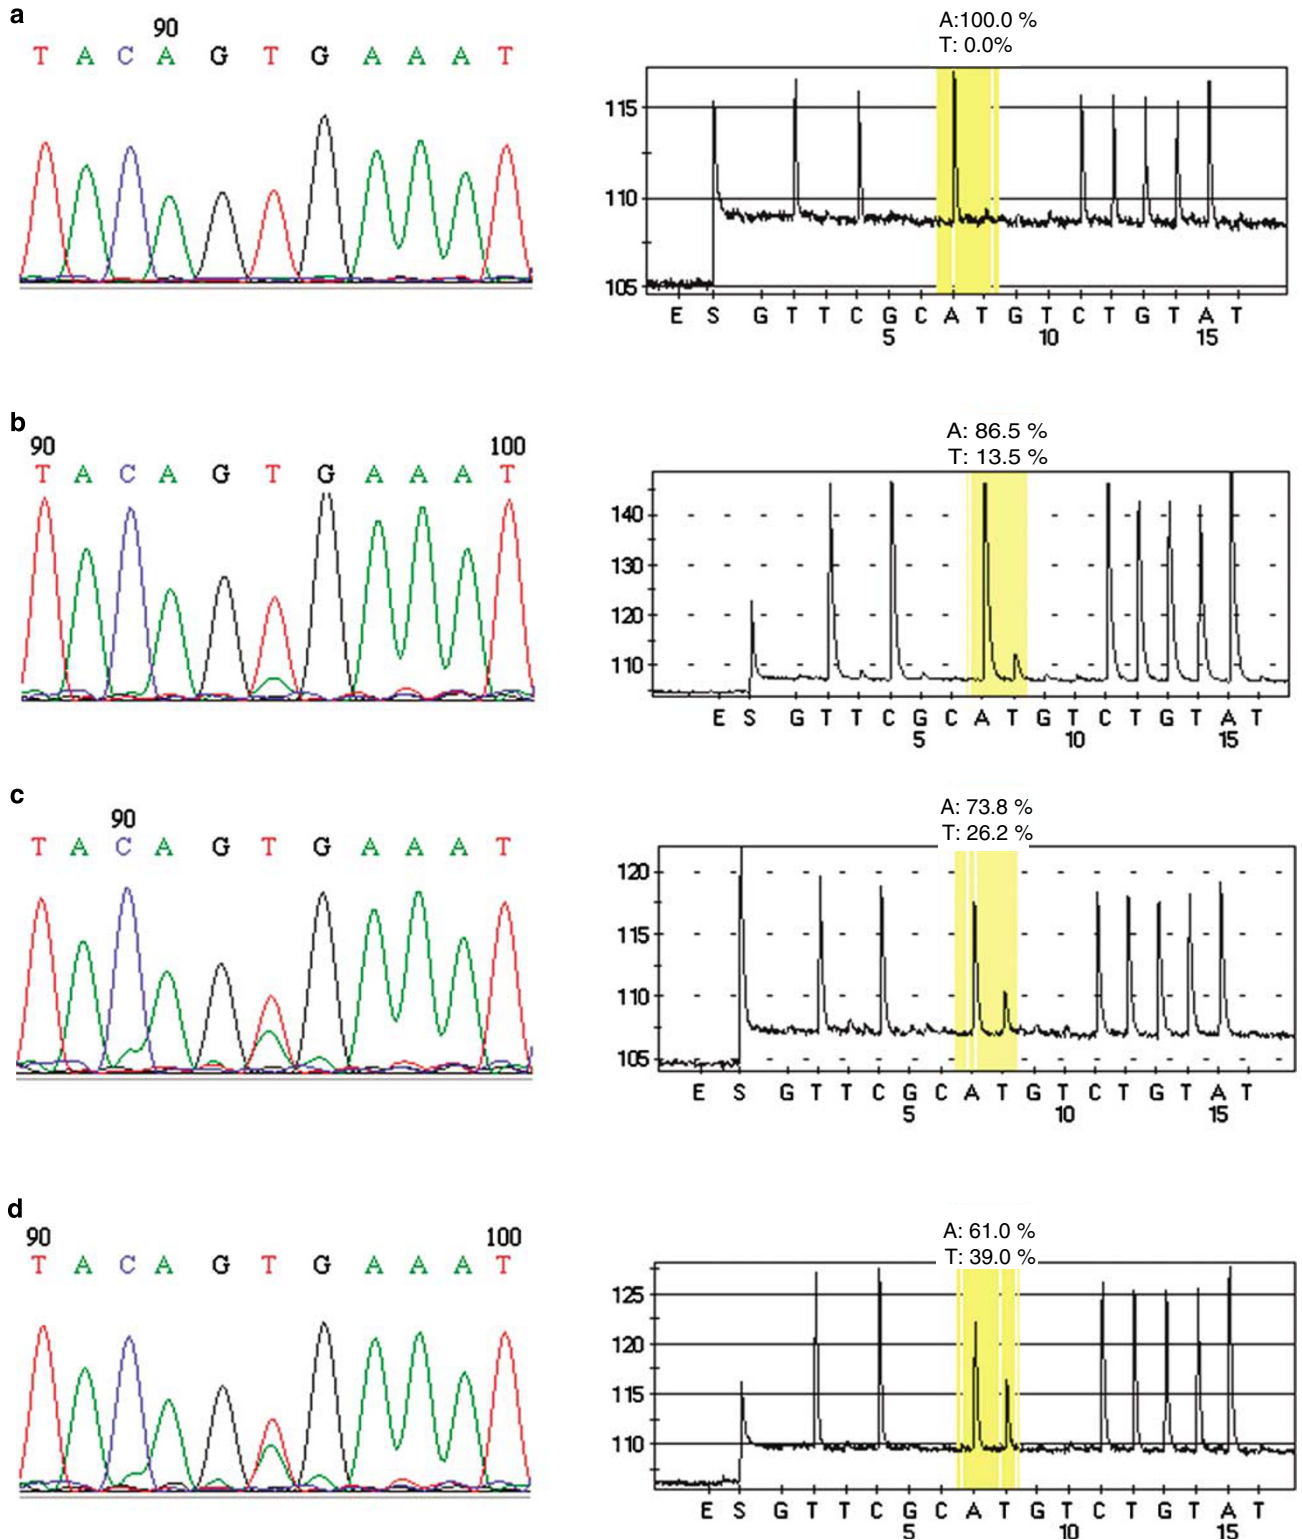 a
90
T A C A G T G A A A T
A:100.0 %
T: 0.0%
115
110
105
E S G T T C G C A T G T C T G T A T
5 10 15
b
90 100
T A C A G T G A A A T
A: 86.5 %
T: 13.5 %
140
130
120
110
E S G T T C G C A T G T C T G T A T
5 10 15
c
90
T A C A G T G A A A T
A: 73.8 %
T: 26.2 %
120
115
110
105
E S G T T C G C A T G T C T G T A T
5 10 15
d
90 100
T A C A G T G A A A T
A: 61.0 %
T: 39.0 %
125
120
115
110
E S G T T C G C A T G T C T G T A T
5 10 15